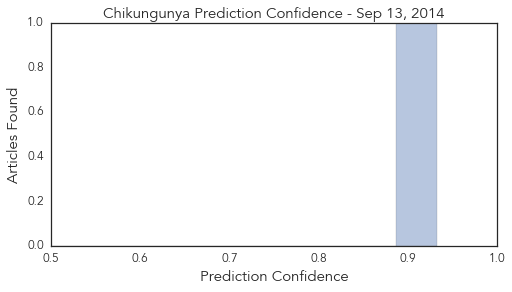 Chikungunya Prediction Confidence - Sep 13, 2014
Articles Found
1.0
0.8
0.6
0.4
0.2
0.0
0.5 0.6 0.7 0.8 0.9 1.0
Prediction Confidence